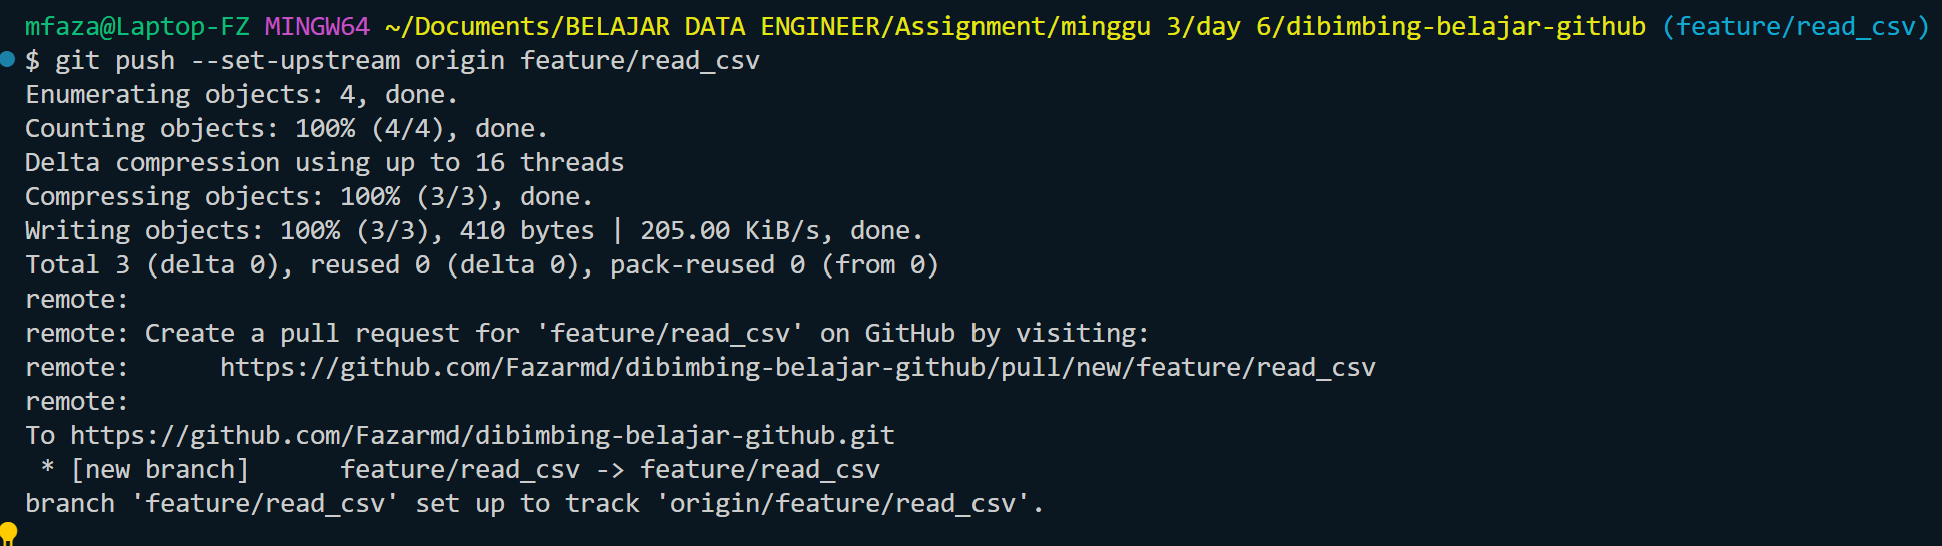 mfaza@Laptop-FZ MINGW64 ~/Documents/BELAJAR DATA ENGINEER/Assignment/minggu 3/day 6/dibimbing-belajar-github (feature/read_csv)
$ git push --set-upstream origin feature/read_csv
Enumerating objects: 4, done.
Counting objects: 100% (4/4), done.
Delta compression using up to 16 threads
Compressing objects: 100% (3/3), done.
Writing objects: 100% (3/3), 410 bytes | 205.00 KiB/s, done.
Total 3 (delta 0), reused 0 (delta 0), pack-reused 0 (from 0)
remote:
remote: Create a pull request for 'feature/read_csv' on GitHub by visiting:
remote:      https://github.com/Fazarmd/dibimbing-belajar-github/pull/new/feature/read_csv
remote:
To https://github.com/Fazarmd/dibimbing-belajar-github.git
 * [new branch]      feature/read_csv -> feature/read_csv
branch 'feature/read_csv' set up to track 'origin/feature/read_csv'.